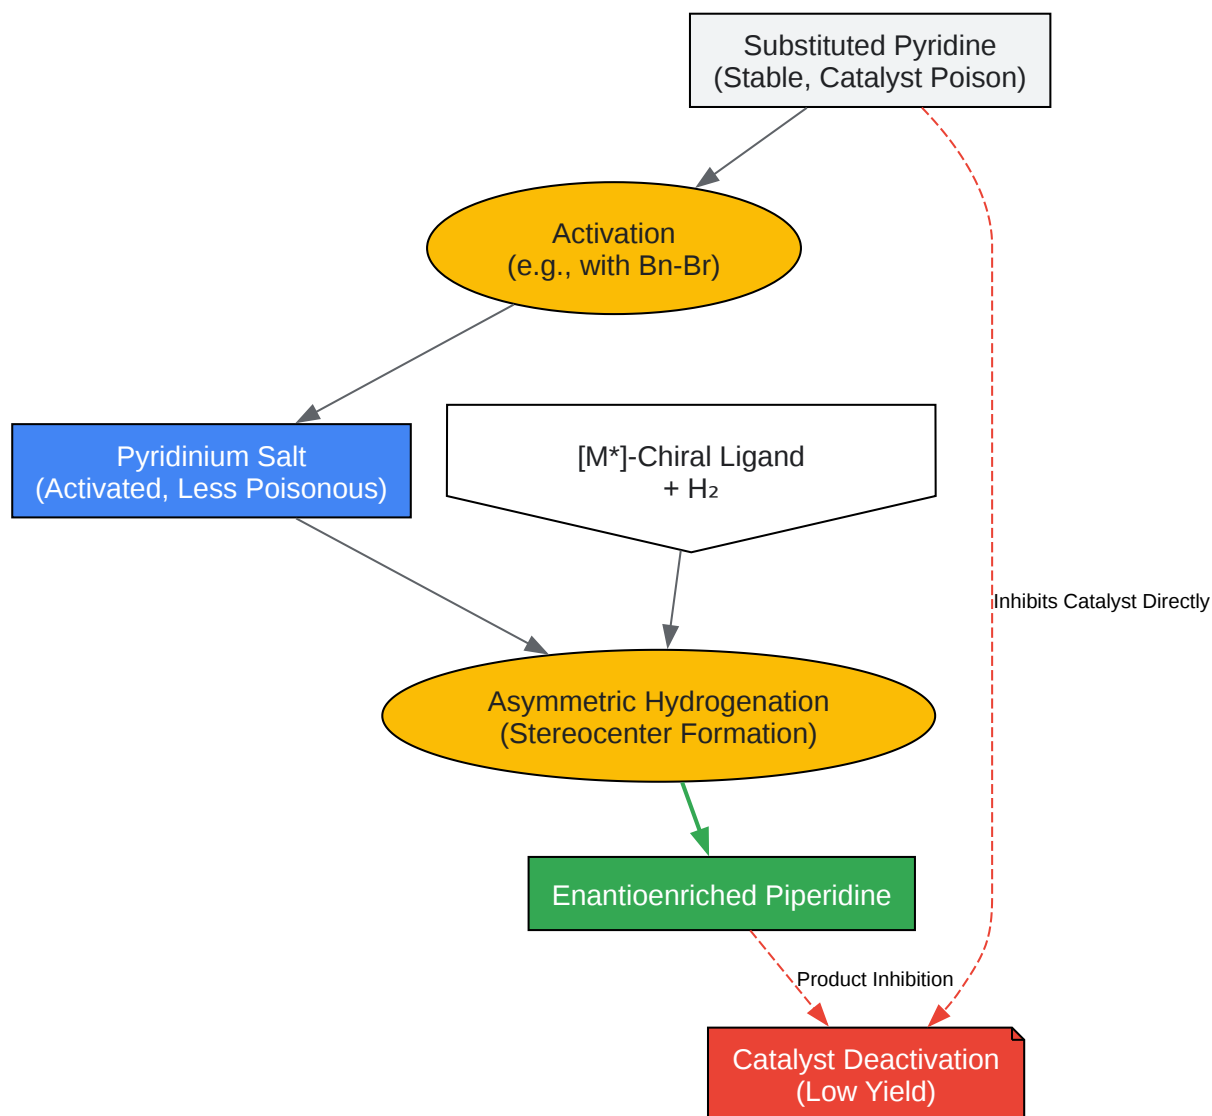 Substituted Pyridine
(Stable, Catalyst Poison)
Activation
(e.g., with Bn-Br)
Pyridinium Salt
(Activated, Less Poisonous)
[M*]-Chiral Ligand
+ H₂
Inhibits Catalyst Directly
Asymmetric Hydrogenation
(Stereocenter Formation)
Enantioenriched Piperidine
Product Inhibition
Catalyst Deactivation
(Low Yield)